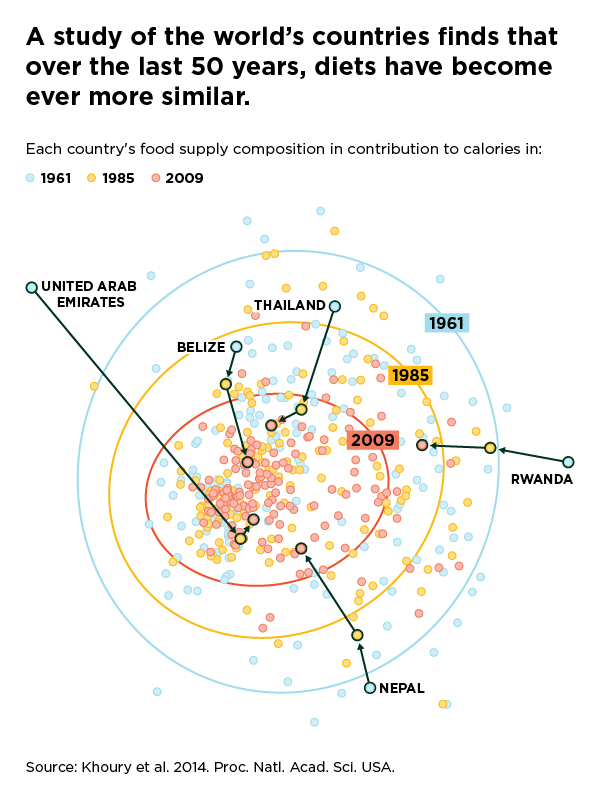 A study of the world’s countries finds that
over the last 50 years, diets have become
ever more similar.
Each country's food supply composition in contribution to calories in:
1961 1985 2009
UNITED ARAB
EMIRATES
THAILAND
1961
BELIZE
1985
2009
RWANDA
NEPAL
Source: Khoury et al. 2014. Proc. Natl. Acad. Sci. USA.